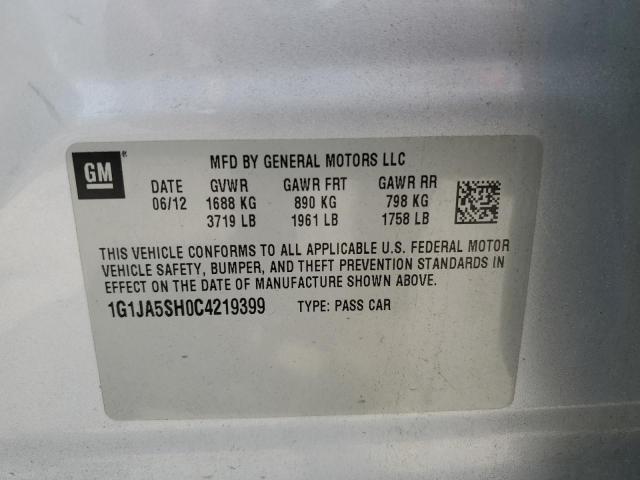 GM®
MFD BY GENERAL MOTORS LLC
DATE GVWR GAWR FRT GAWR RR
06/12 1688 KG 890 KG 798 KG
3719 LB 1961 LB 1758 LB
THIS VEHICLE CONFORMS TO ALL APPLICABLE U.S. FEDERAL MOTOR
VEHICLE SAFETY, BUMPER, AND THEFT PREVENTION STANDARDS IN
EFFECT ON THE DATE OF MANUFACTURE SHOWN ABOVE.
1G1JA5SH0C4219399 TYPE: PASS CAR